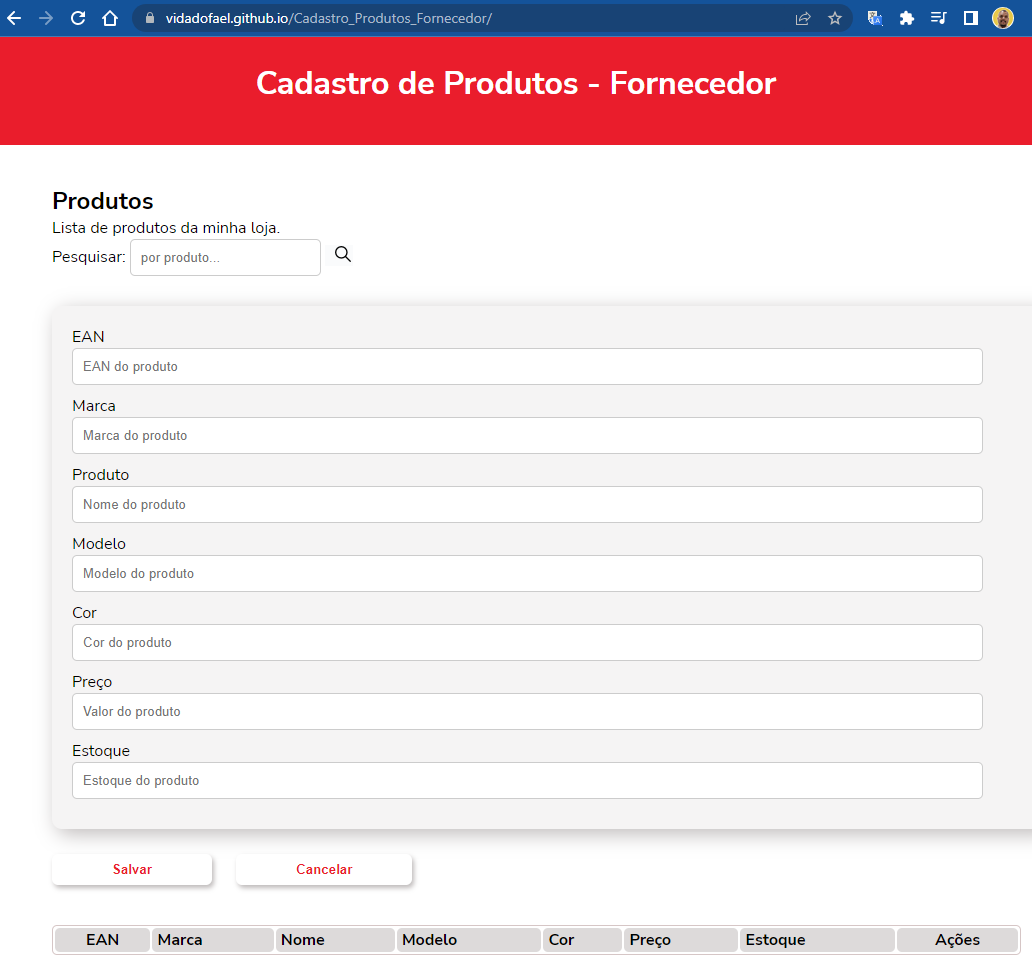 vidadofael.github.io/Cadastro_Produtos_Fornecedor/
Cadastro de Produtos - Fornecedor
Produtos
Lista de produtos da minha loja.
Pesquisar: por produto...
EAN
EAN do produto
Marca
Marca do produto
Produto
Nome do produto
Modelo
Modelo do produto
Cor
Cor do produto
Preço
Valor do produto
Estoque
Estoque do produto
Salvar Cancelar
EAN Marca Nome Modelo Cor Preço Estoque Ações